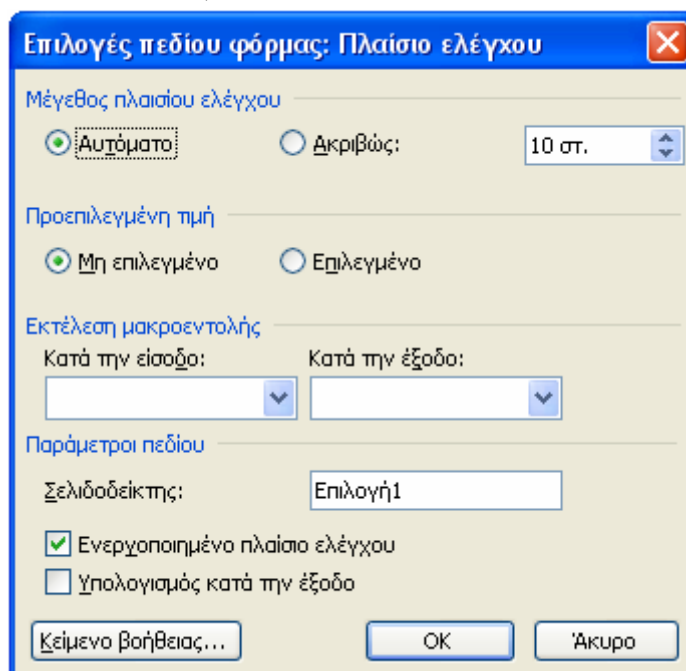 Επιλογές πεδίου φόρμας: Πλαίσιο ελέγχου
Μέγεθος πλαισίου ελέγχου
Αυτόματο Ακριβώς: 10 στ.
Προεπιλεγμένη τιμή
Μη επιλεγμένο Επιλεγμένο
Εκτέλεση μακροεντολής
Κατά την είσοδο: Κατά την έξοδο:
Παράμετροι πεδίου
Σελιδοδείκτης: Επιλογή1
Ενεργοποιημένο πλαίσιο ελέγχου
Υπολογισμός κατά την έξοδο
Κείμενο βοήθειας... OK Άκυρο